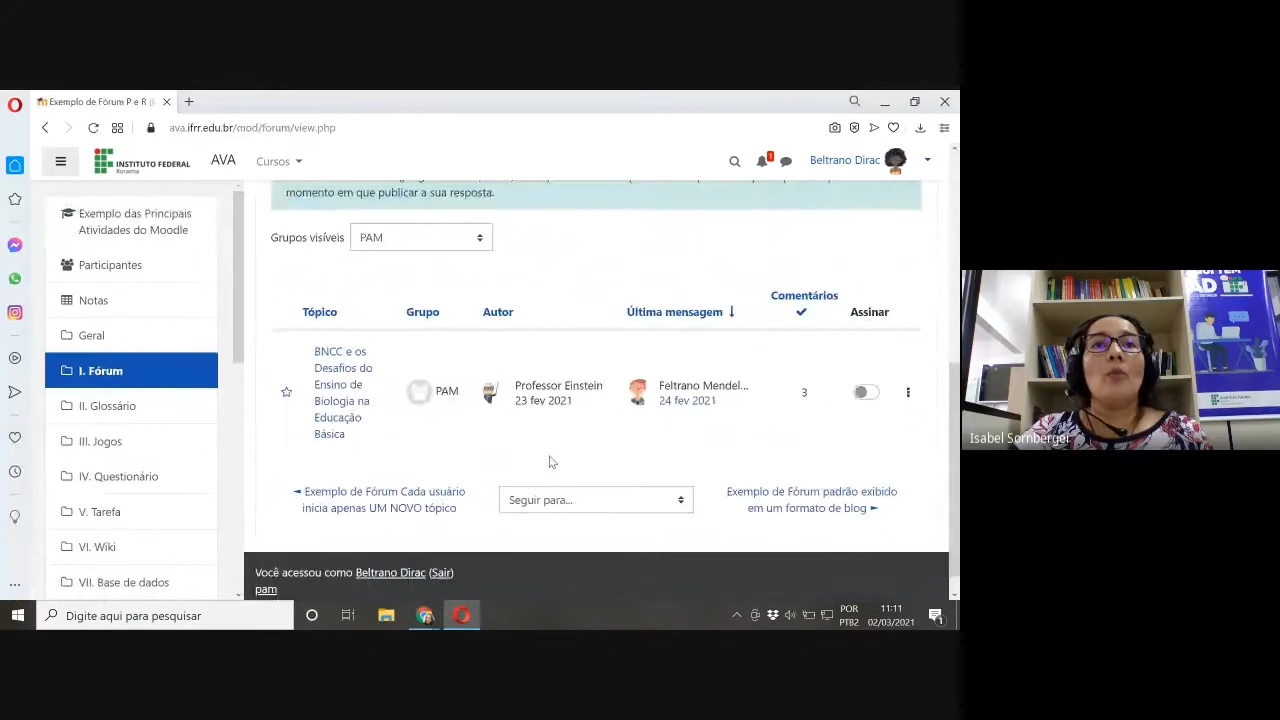 Exemplo de Fórum P e R (
ava.ifrr.edu.br/mod/forum/view.php
INSTITUTO FEDERAL
Roraima
AVA
Cursos
1
Beltrano Dirac
Exemplo das Principais
Atividades do Moodle
Participantes
Notas
Geral
I. Fórum
II. Glossário
III. Jogos
IV. Questionário
V. Tarefa
VI. Wiki
VII. Base de dados
momento em que publicar a sua resposta.
Grupos visíveis
PAM
Tópico
Grupo
Autor
Última mensagem
Comentários
Assinar
BNCC e os
Desafios do
Ensino de
Biologia na
Educação
Básica
PAM
Professor Einstein
23 fev 2021
Feltrano Mendel...
24 fev 2021
3
◄ Exemplo de Fórum Cada usuário
inicia apenas UM NOVO tópico
Seguir para...
Exemplo de Fórum padrão exibido
em um formato de blog ►
Você acessou como Beltrano Dirac (Sair)
pam
Digite aqui para pesquisar
POR
PTB2
11:11
02/03/2021
1
Isabel Sornberger